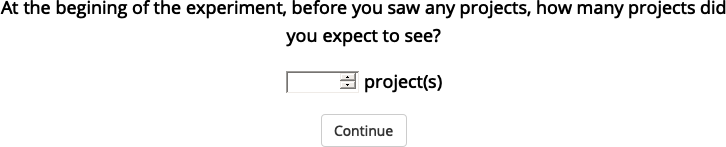 At the begining of the experiment, before you saw any projects, how many projects did
you expect to see?
project(s)
Continue